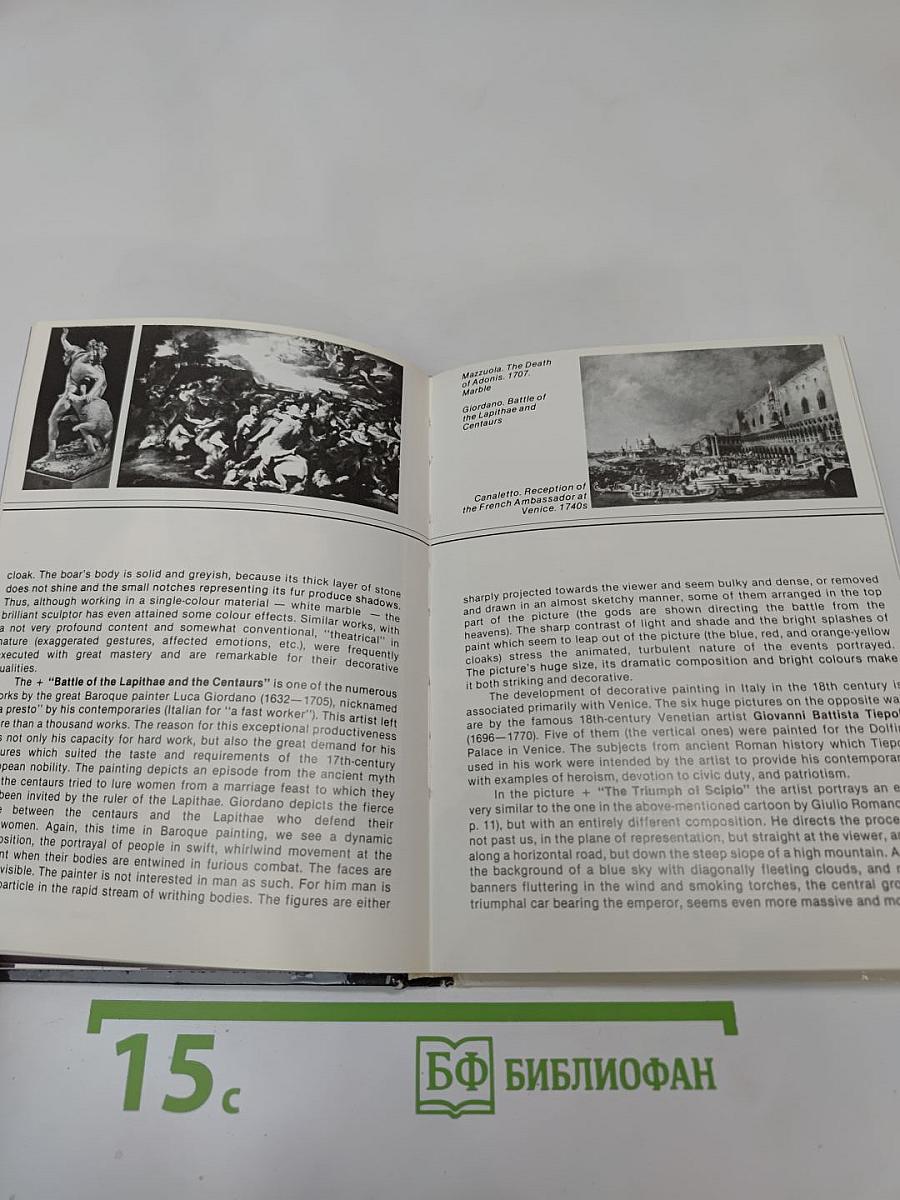 Mazzuola. The Death
of Adonis. 1707.
Marble
Giordano. Battle of
the Lapithae and
Centaurs
Canaletto. Reception of
the French Ambassador at
Venice. 1740s
cloak. The boar's body is solid and greyish, because its thick layer of stone
does not shine and the small notches representing its fur produce shadows.
Thus, although working in a single-colour material — white marble — the
brilliant sculptor has even attained some colour effects. Similar works, with
a not very profound content and somewhat conventional, "theatrical" in
nature (exaggerated gestures, affected emotions, etc.), were frequently
executed with great mastery and are remarkable for their decorative
ualities.
The + "Battle of the Lapithae and the Centaurs" is one of the numerous
orks by the great Baroque painter Luca Giordano (1632—1705), nicknamed
a presto" by his contemporaries (Italian for "a fast worker"). This artist left
re than a thousand works. The reason for this exceptional productiveness
s not only his capacity for hard work, but also the great demand for his
ures which suited the taste and requirements of the 17th-century
opean nobility. The painting depicts an episode from the ancient myth
the centaurs tried to lure women from a marriage feast to which they
been invited by the ruler of the Lapithae. Giordano depicts the fierce
e between the centaurs and the Lapithae who defend their
women. Again, this time in Baroque painting, we see a dynamic
osition, the portrayal of people in swift, whirlwind movement at the
nt when their bodies are entwined in furious combat. The faces are
visible. The painter is not interested in man as such. For him man is
particle in the rapid stream of writhing bodies. The figures are either
sharply projected towards the viewer and seem bulky and dense, or removed
and drawn in an almost sketchy manner, some of them arranged in the top
part of the picture (the gods are shown directing the battle from the
heavens). The sharp contrast of light and shade and the bright splashes of
paint which seem to leap out of the picture (the blue, red, and orange-yellow
cloaks) stress the animated, turbulent nature of the events portrayed.
The picture's huge size, its dramatic composition and bright colours make
it both striking and decorative.
The development of decorative painting in Italy in the 18th century is
associated primarily with Venice. The six huge pictures on the opposite wa
are by the famous 18th-century Venetian artist Giovanni Battista Tiepol
(1696—1770). Five of them (the vertical ones) were painted for the Dolfin
Palace in Venice. The subjects from ancient Roman history which Tiepo
used in his work were intended by the artist to provide his contemporar
with examples of heroism, devotion to civic duty, and patriotism.
In the picture + "The Triumph of Scipio" the artist portrays an e
very similar to the one in the above-mentioned cartoon by Giulio Romano
p. 11), but with an entirely different composition. He directs the proce
not past us, in the plane of representation, but straight at the viewer, an
along a horizontal road, but down the steep slope of a high mountain. A
the background of a blue sky with diagonally fleeting clouds, and
banners fluttering in the wind and smoking torches, the central gro
triumphal car bearing the emperor, seems even more massive and mo
15 с
БФ БИБЛИОФАН